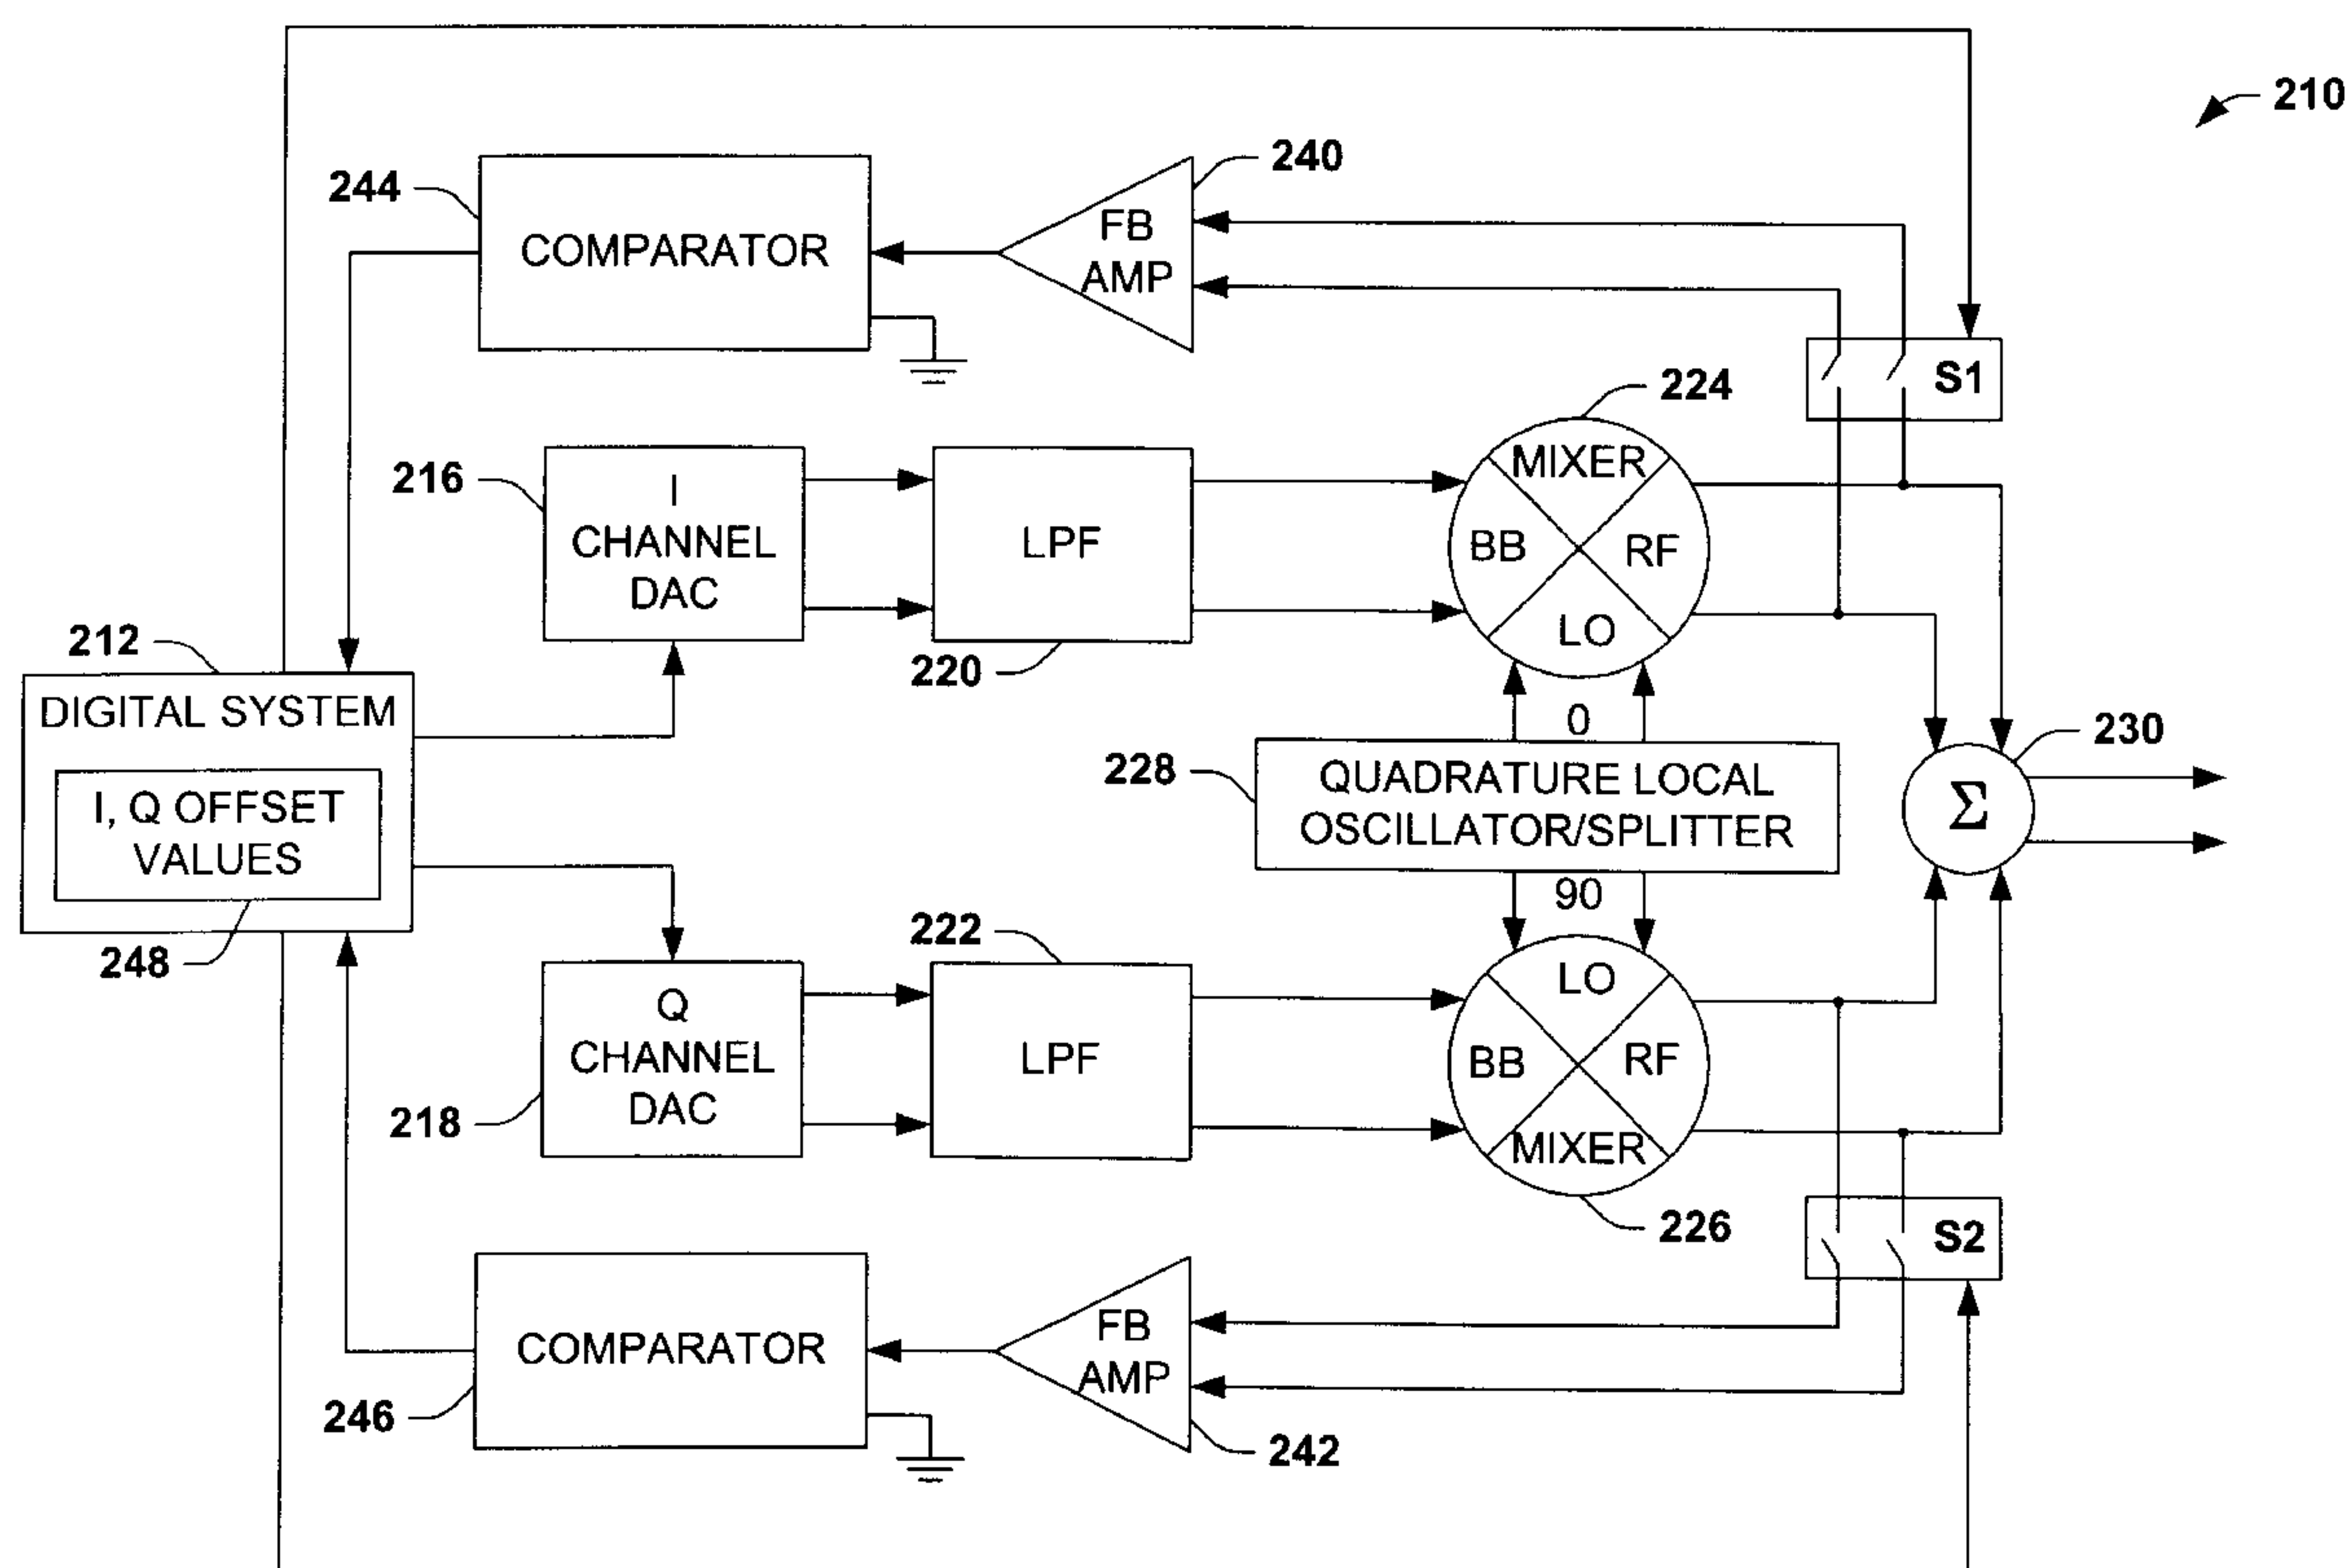 210
240
244
FB
AMP
COMPARATOR
S1
224
216
I
CHANNEL
DAC
LPF
220
MIXER
BB
RF
LO
212
DIGITAL SYSTEM
I, Q OFFSET
VALUES
248
0
228
QUADRATURE LOCAL
OSCILLATOR/SPLITTER
90
230
Σ
222
218
Q
CHANNEL
DAC
LPF
LO
BB
RF
MIXER
226
S2
246
COMPARATOR
FB
AMP
242